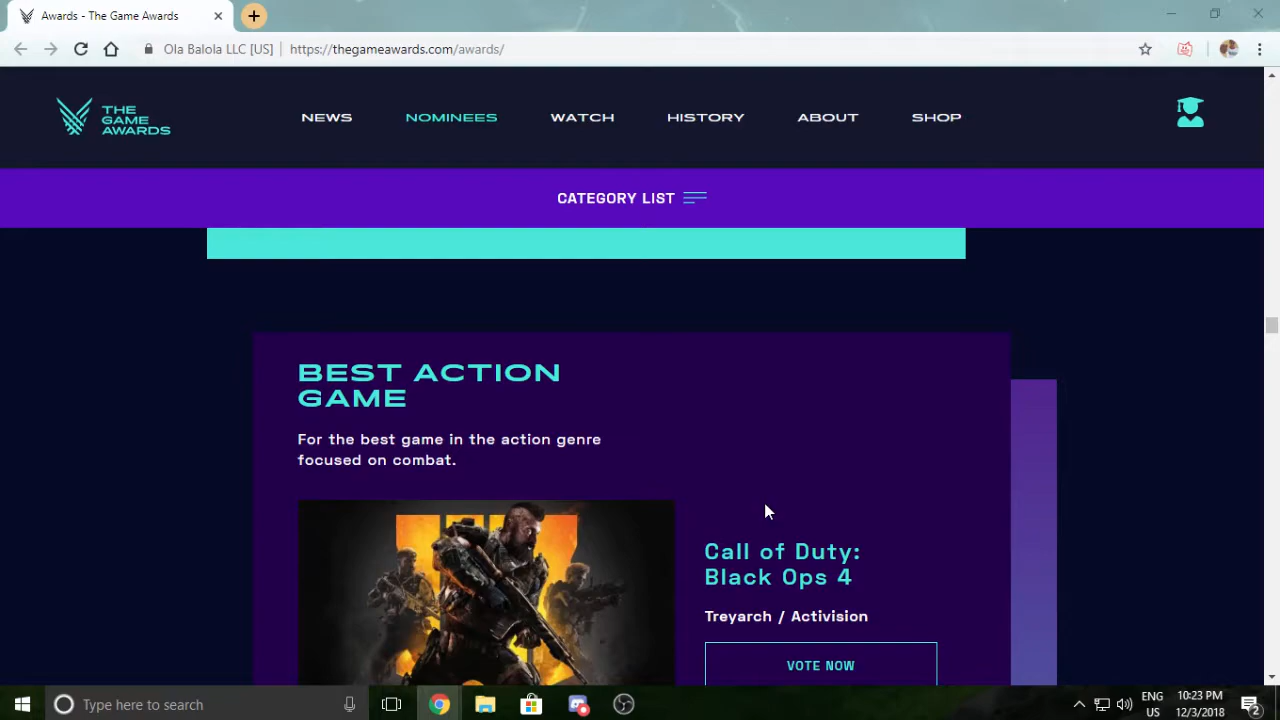 Awards - The Game Awards
Ola Balola LLC [US] https://thegameawards.com/awards/
THE
GAME
AWARDS
NEWS NOMINEES WATCH HISTORY ABOUT SHOP
CATEGORY LIST
BEST ACTION
GAME
For the best game in the action genre
focused on combat.
Call of Duty:
Black Ops 4
Treyarch / Activision
VOTE NOW
Type here to search
ENG
US
10:23 PM
12/3/2018
2